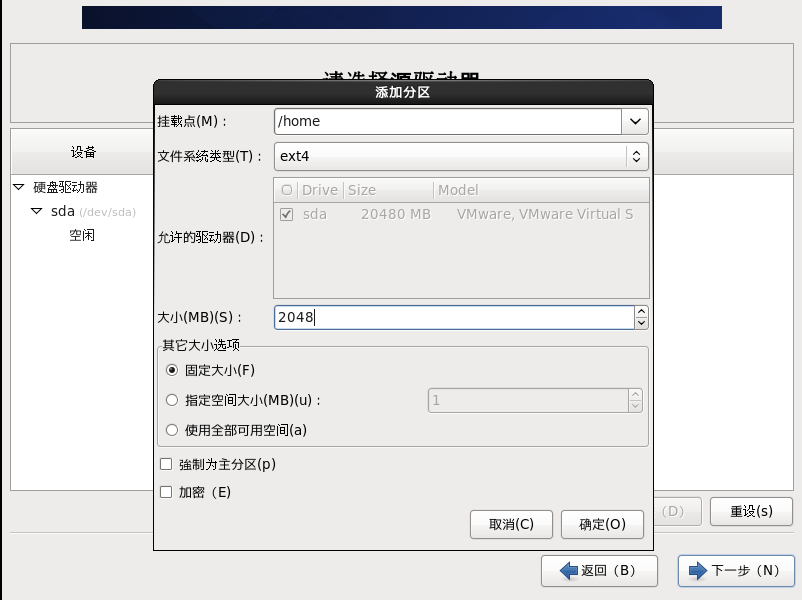 请选择源驱动器
添加分区
挂载点(M)：
/home
文件系统类型(T)：
ext4
Drive Size Model
sda 20480 MB VMware, VMware Virtual S
允许的驱动器(D)：
大小(MB)(S)：
2048
其它大小选项
固定大小(F)
指定空间大小(MB)(u)：
1
使用全部可用空间(a)
強制为主分区(p)
加密（E)
取消(C)
确定(O)
设备
硬盘驱动器
sda (/dev/sda)
空闲
（D）
重设(s)
返回（B）
下一步（N）